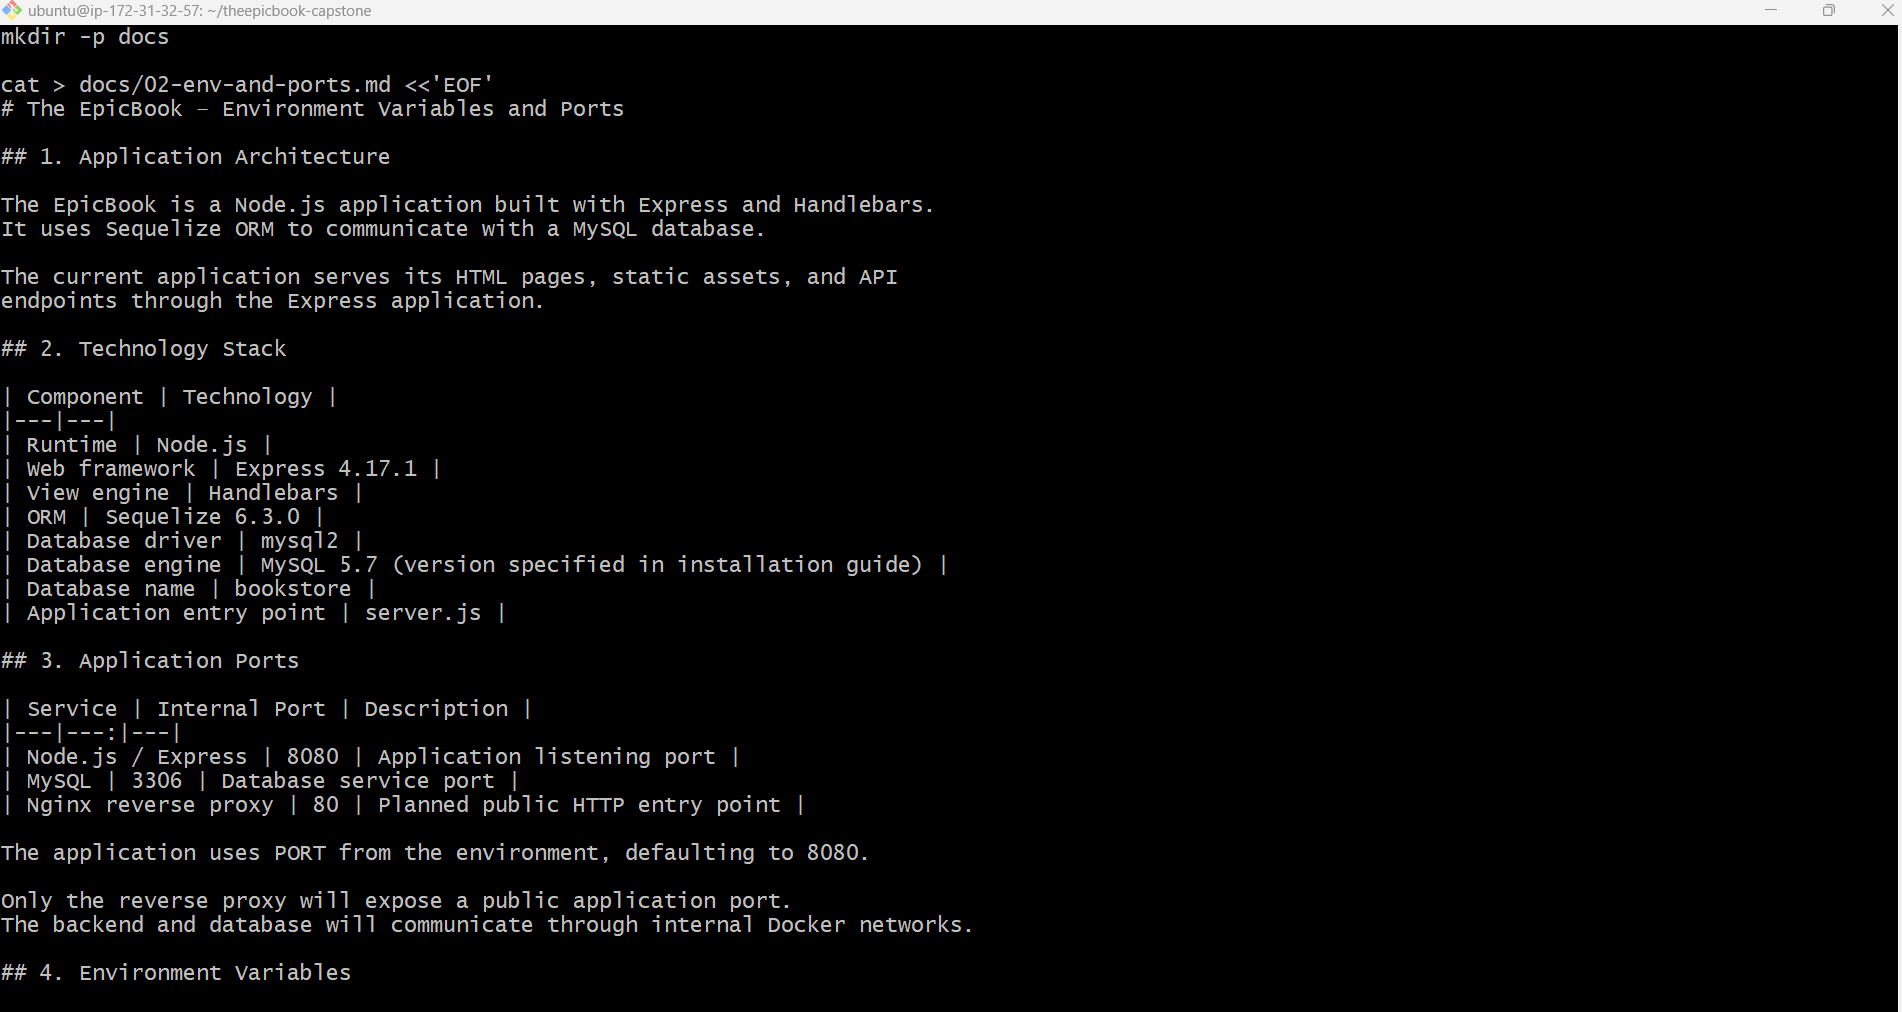 ubuntu@ip-172-31-32-57: ~/theepicbook-capstone
mkdir -p docs
cat > docs/02-env-and-ports.md <<'EOF'
# The EpicBook – Environment Variables and Ports
## 1. Application Architecture
The EpicBook is a Node.js application built with Express and Handlebars.
It uses Sequelize ORM to communicate with a MySQL database.
The current application serves its HTML pages, static assets, and API
endpoints through the Express application.
## 2. Technology Stack
| Component | Technology |
|---|---|
| Runtime | Node.js |
| Web framework | Express 4.17.1 |
| View engine | Handlebars |
| ORM | Sequelize 6.3.0 |
| Database driver | mysql2 |
| Database engine | MySQL 5.7 (version specified in installation guide) |
| Database name | bookstore |
| Application entry point | server.js |
## 3. Application Ports
| Service | Internal Port | Description |
|---|---:|---|
| Node.js / Express | 8080 | Application listening port |
| MySQL | 3306 | Database service port |
| Nginx reverse proxy | 80 | Planned public HTTP entry point |
The application uses PORT from the environment, defaulting to 8080.
Only the reverse proxy will expose a public application port.
The backend and database will communicate through internal Docker networks.
## 4. Environment Variables